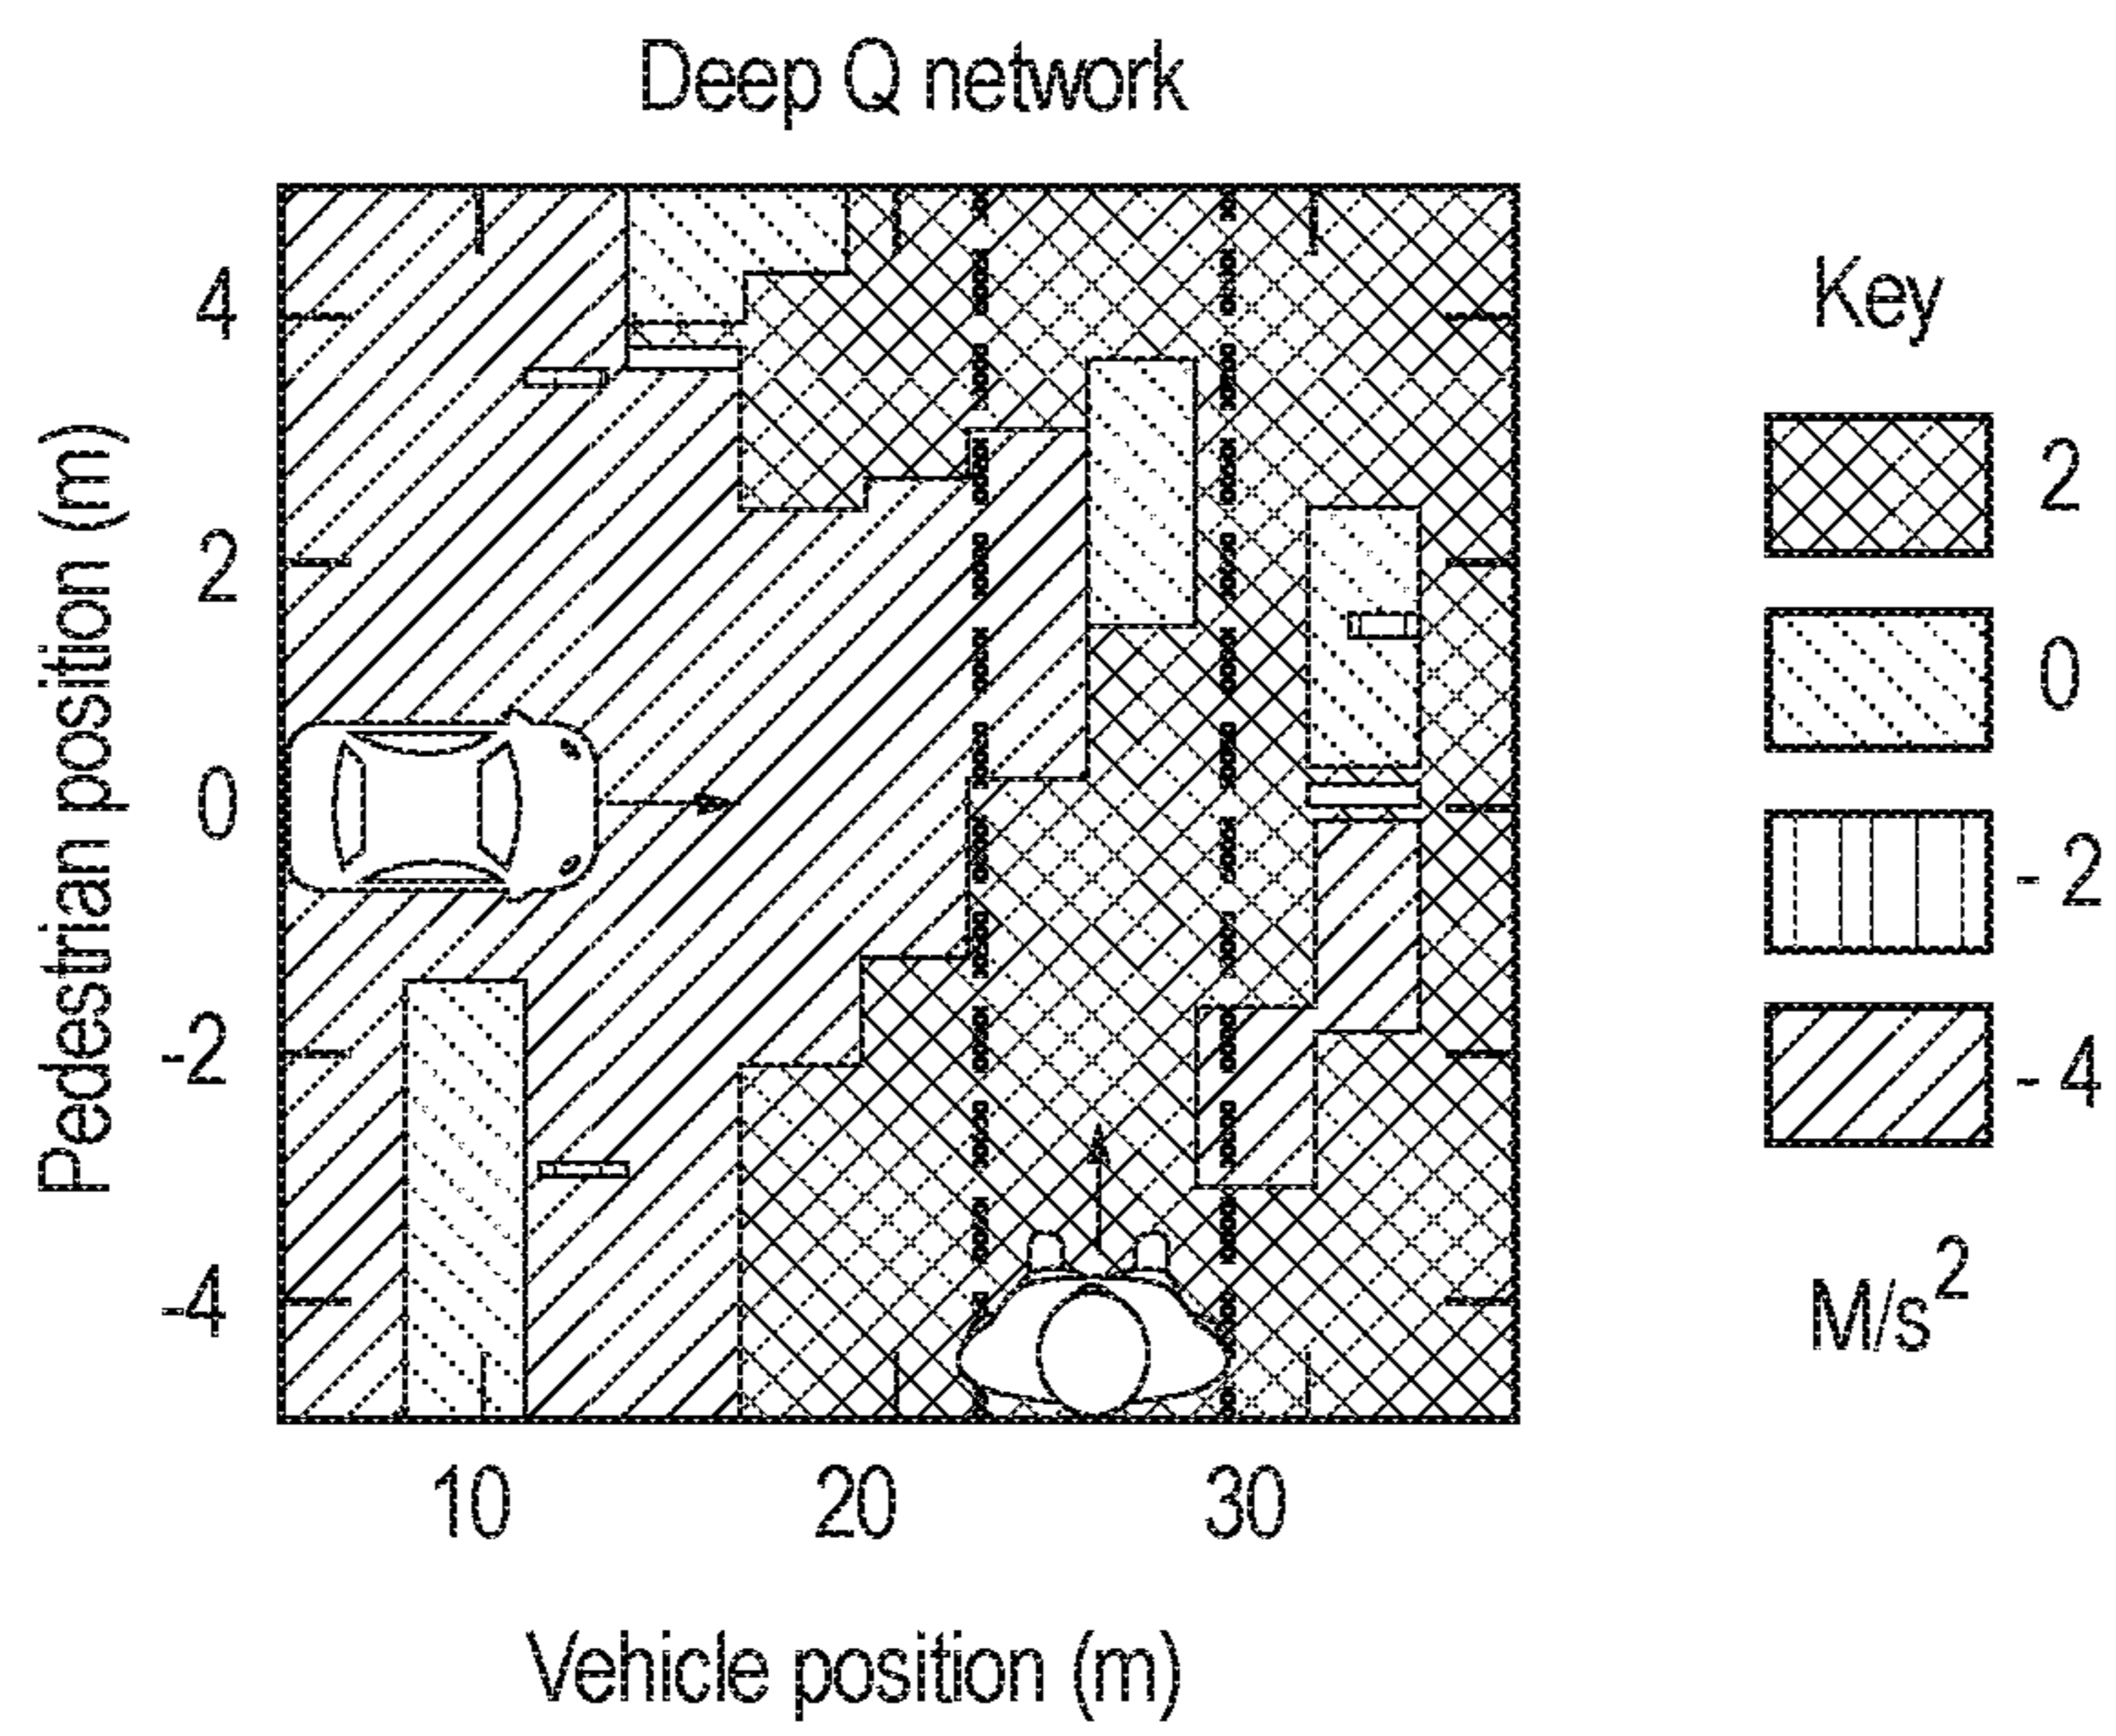 Deep Q network
Pedestrian position (m)
4
2
0
-2
-4
10 20 30
Vehicle position (m)
Key
2
0
- 2
- 4
M/s²